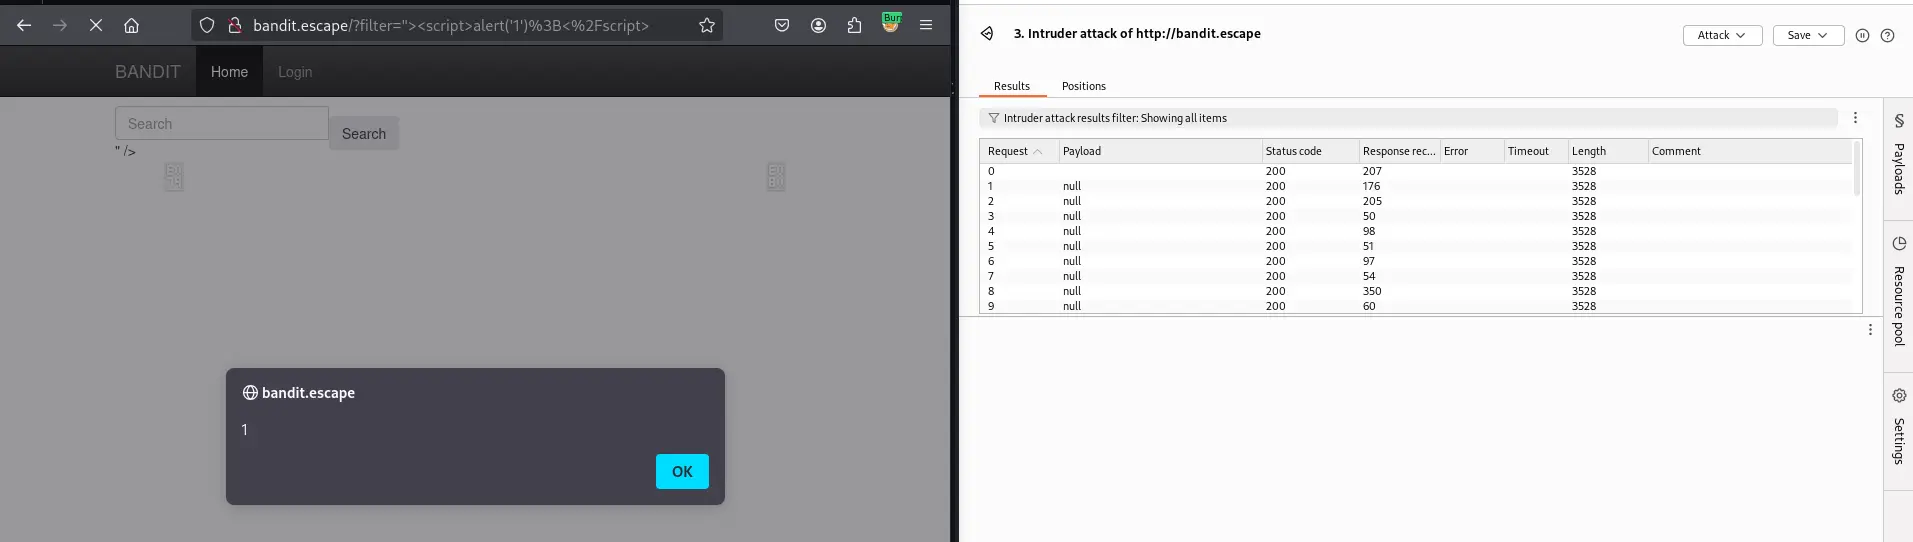 bandit.escape/?filter="><script>alert('1')%3B<%2Fscript>
BANDIT Home Login
Search
Search
" />
bandit.escape
1
OK
3. Intruder attack of http://bandit.escape
Attack Save
Results Positions
Intruder attack results filter: Showing all items
Request Payload Status code Response rec... Error Timeout Length Comment
0 200 207 3528
1 null 200 176 3528
2 null 200 205 3528
3 null 200 50 3528
4 null 200 98 3528
5 null 200 51 3528
6 null 200 97 3528
7 null 200 54 3528
8 null 200 350 3528
9 null 200 60 3528
Payloads
Resource pool
Settings